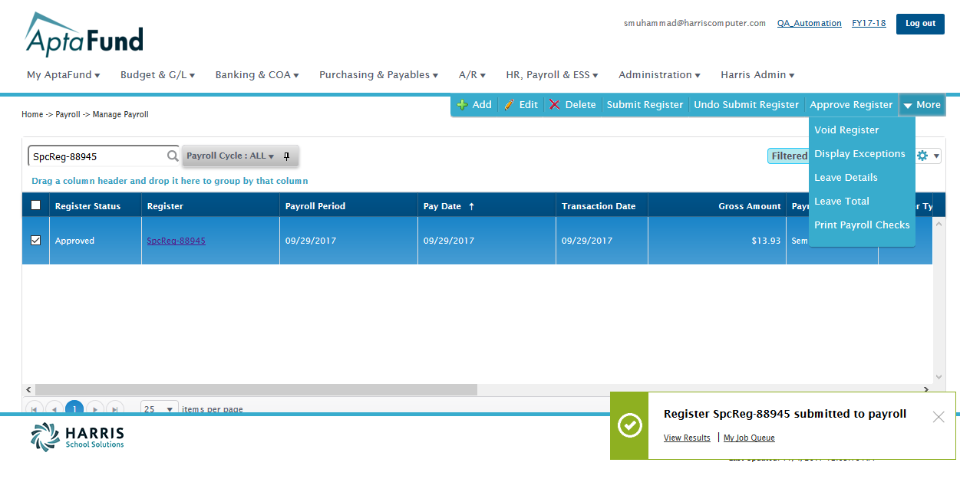 smuhammad@harriscomputer.com QA_Automation FY17-18 Log out
AptaFund
My AptaFund Budget & G/L Banking & COA Purchasing & Payables A/R HR, Payroll & ESS Administration Harris Admin
Add Edit Delete Submit Register Undo Submit Register Approve Register More
Home -> Payroll -> Manage Payroll
Void Register
Display Exceptions
Leave Details
Leave Total
Print Payroll Checks
SpcReg-88945 Payroll Cycle : ALL Filtered
Drag a column header and drop it here to group by that column
Register Status Register Payroll Period Pay Date ↑ Transaction Date Gross Amount
Approved SpcReg-88945 09/29/2017 09/29/2017 09/29/2017 $13.93
1 25 items per page
Register SpcReg-88945 submitted to payroll
View Results My Job Queue
HARRIS
School Solutions